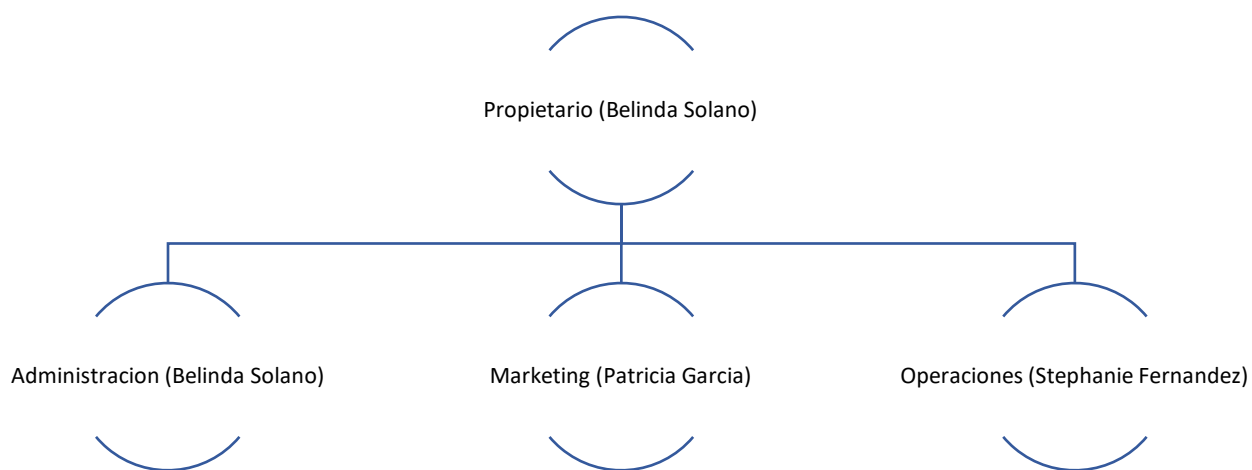 Propietario (Belinda Solano)
Administracion (Belinda Solano)
Marketing (Patricia Garcia)
Operaciones (Stephanie Fernandez)